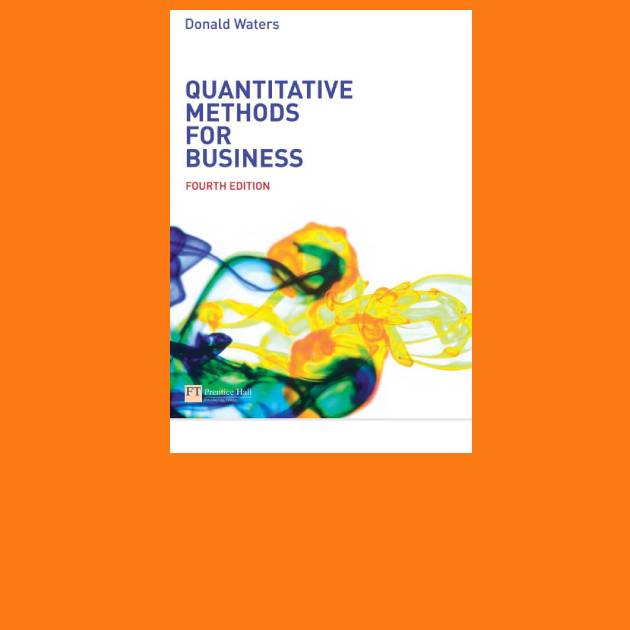 Donald Waters
QUANTITATIVE
METHODS
FOR
BUSINESS
FOURTH EDITION
FT Prentice Hall